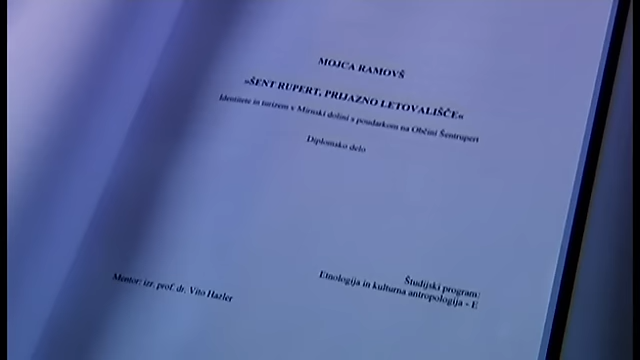 MOJCA RAMOVŠ
»ŠENT RUPERT, PRIJAZNO LETOVALIŠČE«
Identitete in turizem v Mirnski dolini s poudarkom na Občini Šentrupert
Diplomsko delo
Mentor: izr. prof. dr. Vito Hazler
Študijski program:
Etnologija in kulturna antropologija - E